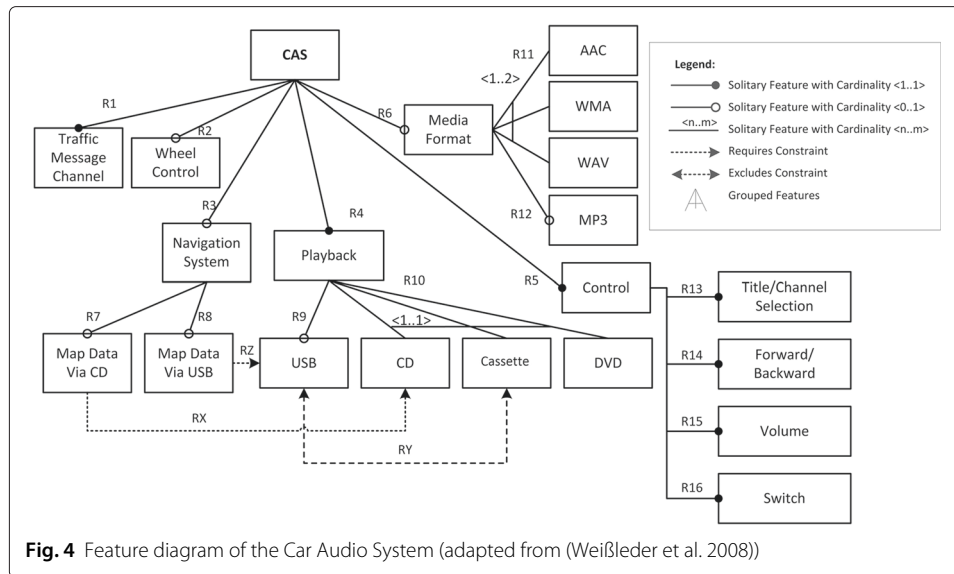 CAS
R1
Traffic
Message
Channel
R2
Wheel
Control
R3
Navigation
System
R4
Playback
R5
Control
R6
Media
Format
R11
<1..2>
AAC
WMA
WAV
R12
MP3
R7
Map Data
Via CD
R8
Map Data
Via USB
RZ
R9
USB
R10
<1..1>
CD
Cassette
DVD
RX
RY
R13
Title/Channel
Selection
R14
Forward/
Backward
R15
Volume
R16
Switch
Legend:
Solitary Feature with Cardinality <1..1>
Solitary Feature with Cardinality <0..1>
<n..m>
Solitary Feature with Cardinality <n..m>
Requires Constraint
Excludes Constraint
Grouped Features
Fig. 4 Feature diagram of the Car Audio System (adapted from (Weißleder et al. 2008))